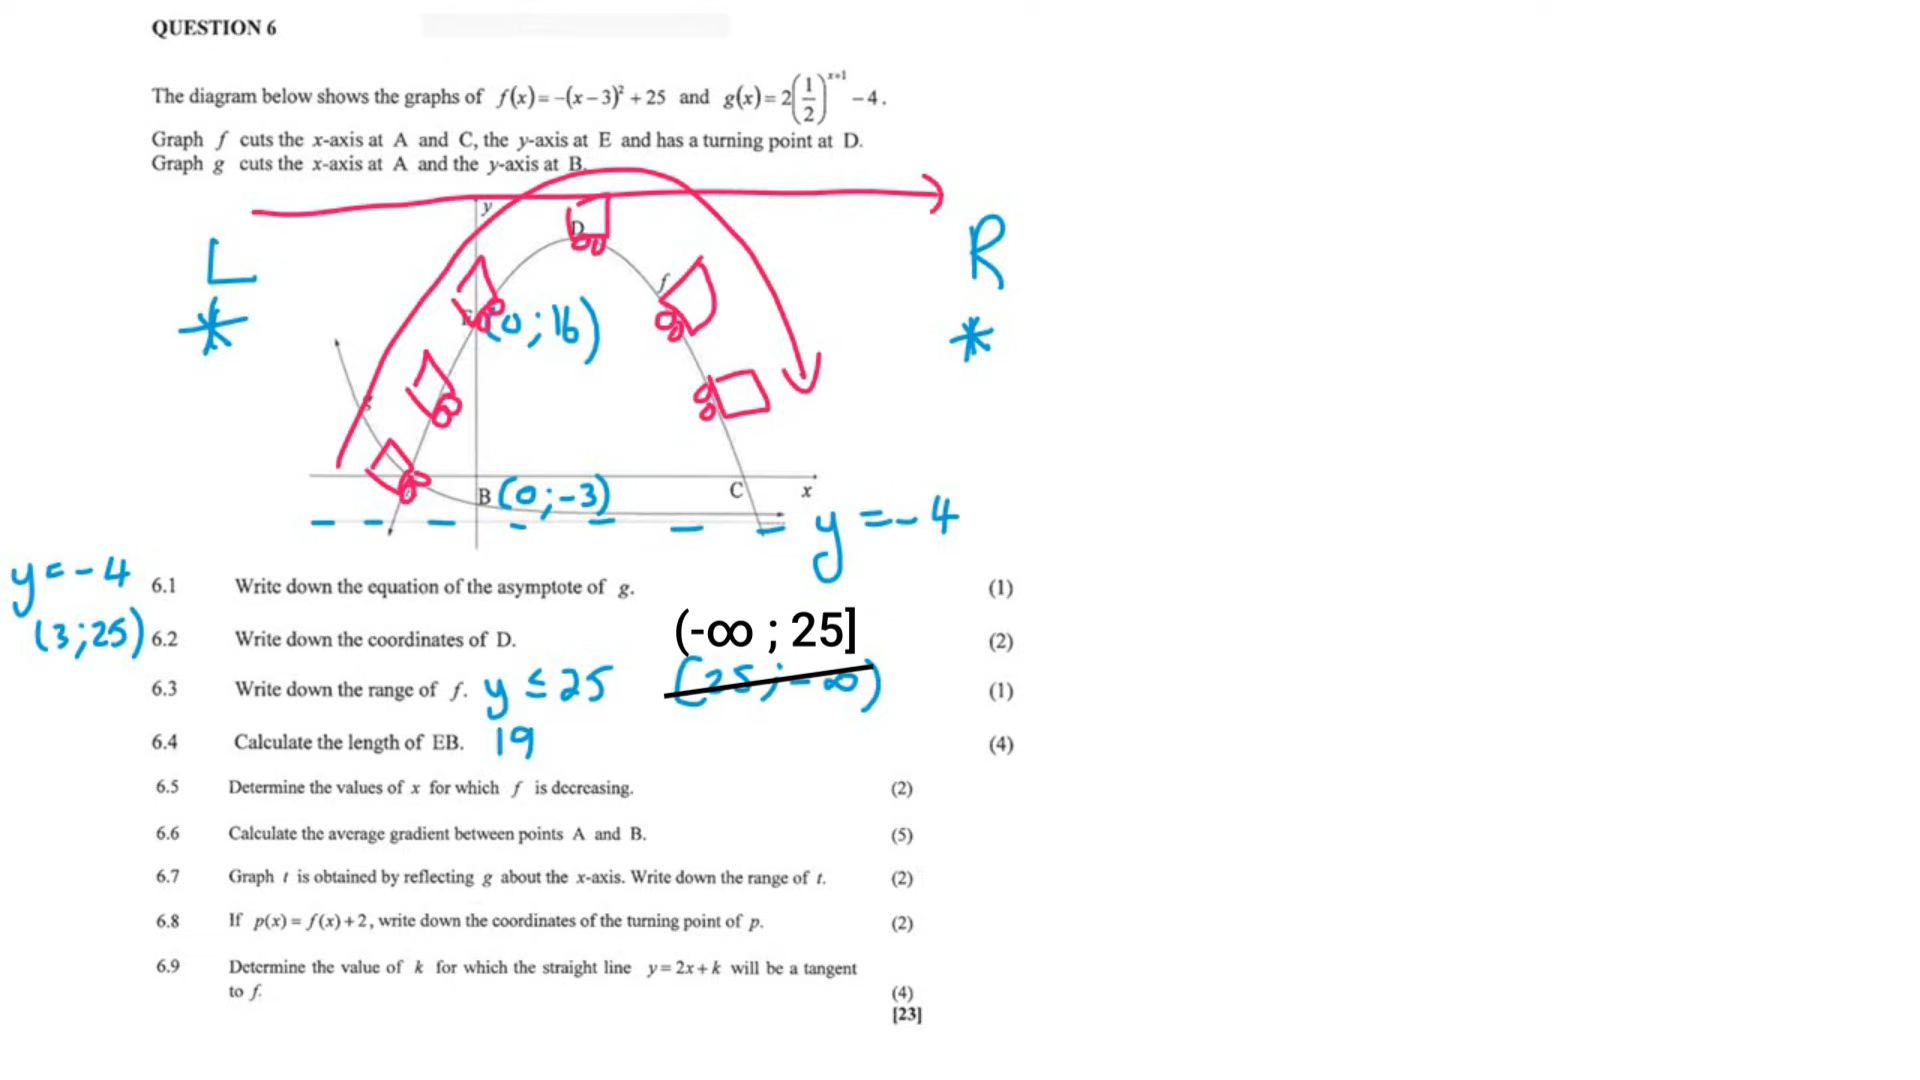 QUESTION 6
The diagram below shows the graphs of f(x)=-(x-3)²+25 and g(x)=2(1/2)^(x+1)-4.
Graph f cuts the x-axis at A and C, the y-axis at E and has a turning point at D.
Graph g cuts the x-axis at A and the y-axis at B.
y
D
L
R
f
* (0;16) *
g
B (0;-3) C x
y=-4
y=-4 6.1 Write down the equation of the asymptote of g. (1)
(-∞ ; 25]
(3;25) 6.2 Write down the coordinates of D. (2)
6.3 Write down the range of f. y ≤ 25 (25;-∞) (1)
6.4 Calculate the length of EB. 19 (4)
6.5 Determine the values of x for which f is decreasing. (2)
6.6 Calculate the average gradient between points A and B. (5)
6.7 Graph t is obtained by reflecting g about the x-axis. Write down the range of t. (2)
6.8 If p(x)=f(x)+2, write down the coordinates of the turning point of p. (2)
6.9 Determine the value of k for which the straight line y=2x+k will be a tangent
to f. (4)
[23]